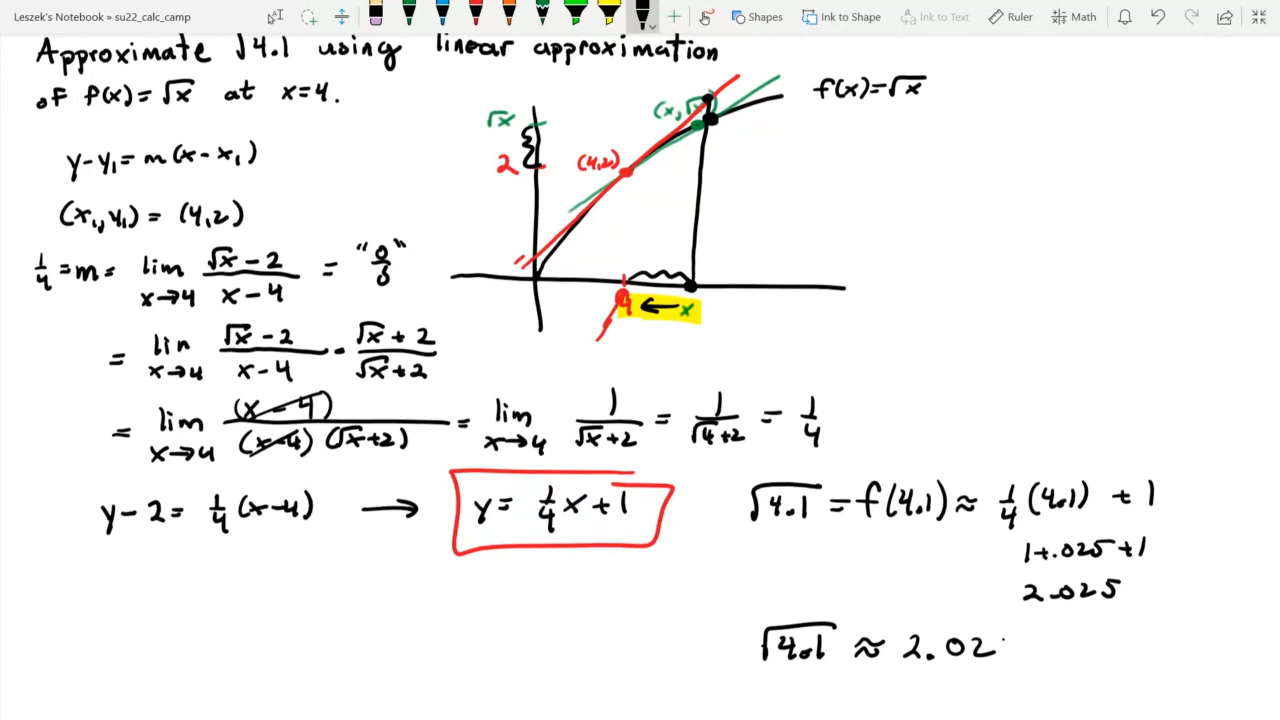 Leszek's Notebook » su22_calc_camp
Shapes
Ink to Shape
Ink to Text
Ruler
Math
Approximate √4.1 using linear approximation
of f(x)=√x at x=4.
f(x)=√x
(x,√x)
√x
2
(4,2)
4 ← x
y-y₁=m(x-x₁)
(x₁,y₁) = (4,2)
1/4 =m= lim x→4 (√x-2)/(x-4) = "0/0"
= lim x→4 (√x-2)/(x-4) · (√x+2)/(√x+2)
= lim x→4 (x-4)/((x-4)(√x+2)) = lim x→4 1/(√x+2) = 1/(√4+2) = 1/4
y-2= 1/4 (x-4) → y= 1/4 x+1
√4.1 = f(4.1) ≈ 1/4 (4.1) + 1
1+.025+1
2.025
√4.1 ≈ 2.02